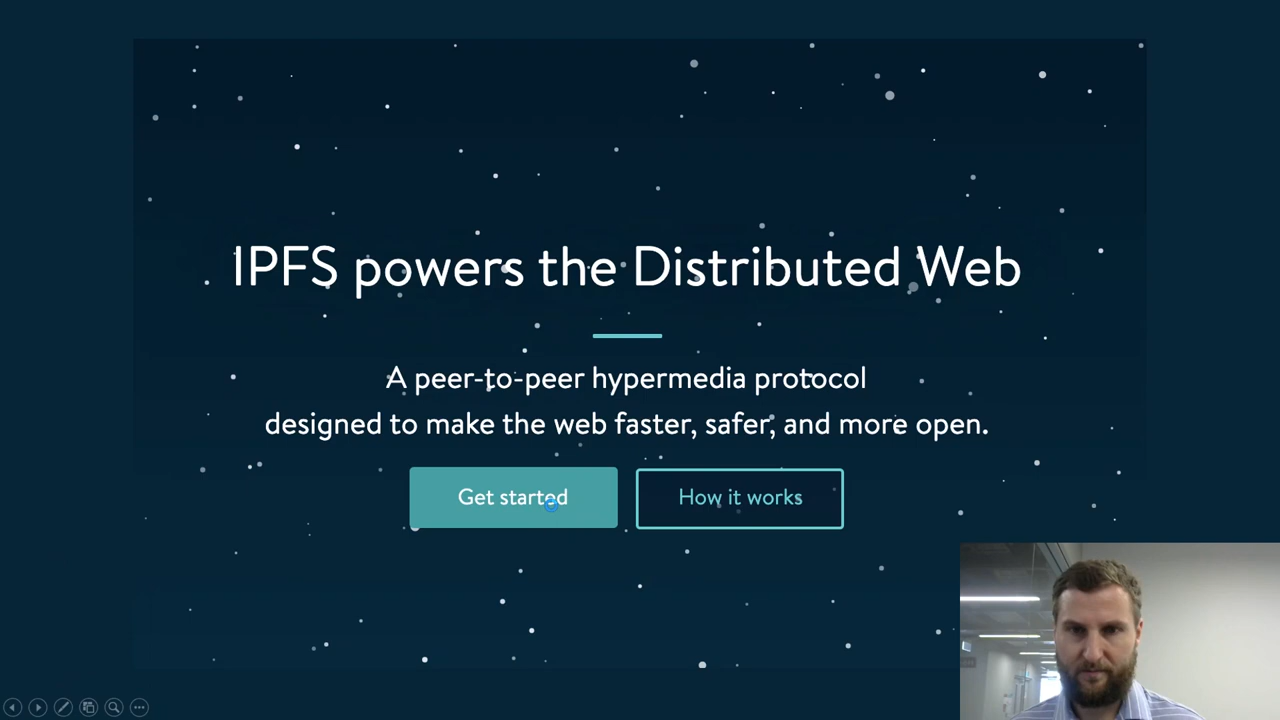 IPFS powers the Distributed Web
A peer-to-peer hypermedia protocol
designed to make the web faster, safer, and more open.
Get started
How it works